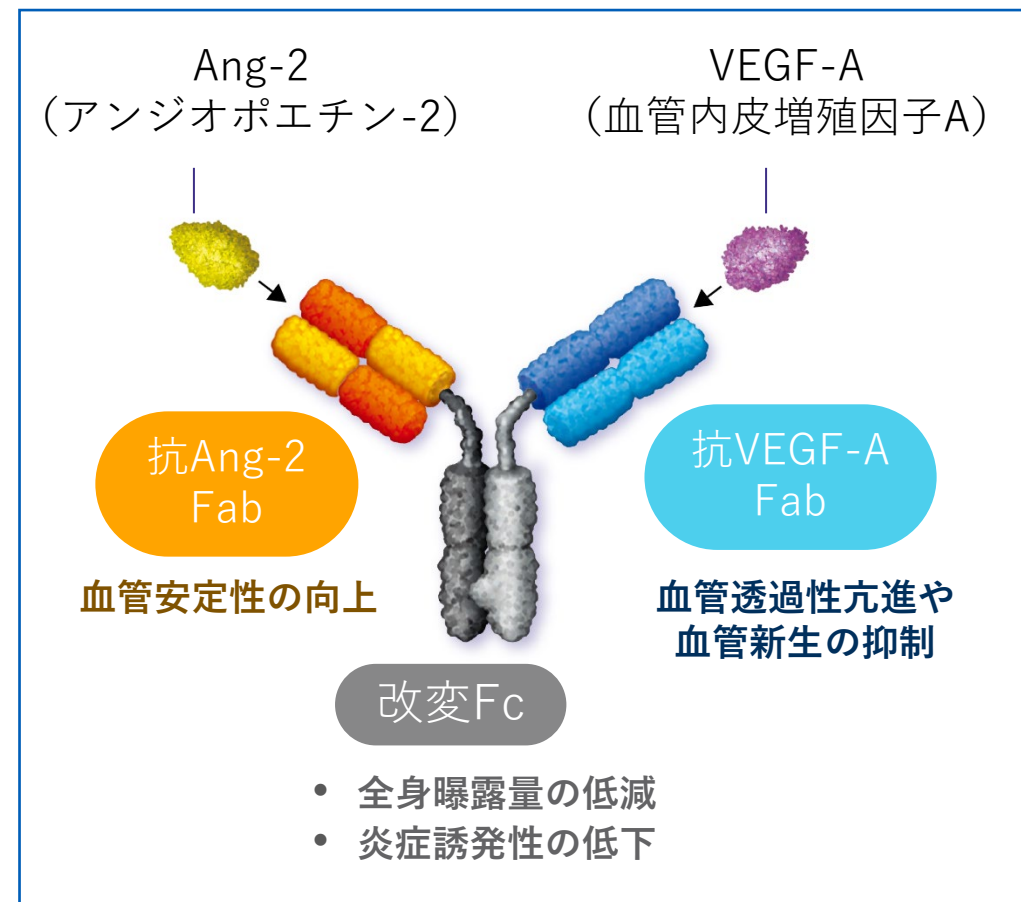 Ang-2
(アンジオポエチン-2)
VEGF-A
(血管内皮増殖因子A)
抗Ang-2
Fab
抗VEGF-A
Fab
血管安定性の向上
血管透過性亢進や
血管新生の抑制
改変Fc
• 全身曝露量の低減
• 炎症誘発性の低下